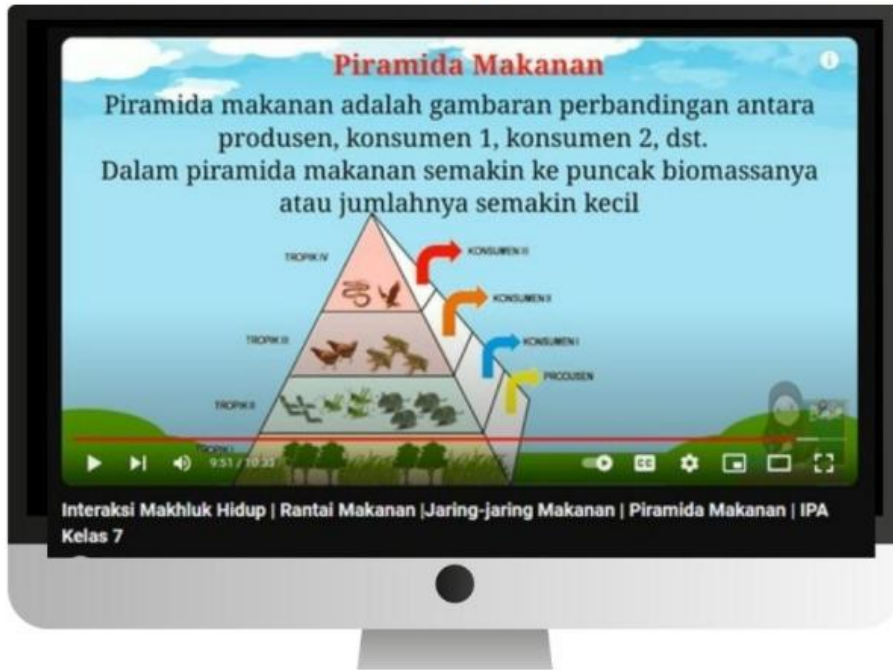 Piramida Makanan
Piramida makanan adalah gambaran perbandingan antara
produsen, konsumen 1, konsumen 2, dst.
Dalam piramida makanan semakin ke puncak biomassanya
atau jumlahnya semakin kecil
TROPIK IV
KONSUMEN III
KONSUMEN II
TROPIK III
KONSUMEN I
PRODUSEN
TROPIK II
TROPIK I
9:51 / 10:33
CC
Interaksi Makhluk Hidup | Rantai Makanan |Jaring-jaring Makanan | Piramida Makanan | IPA
Kelas 7